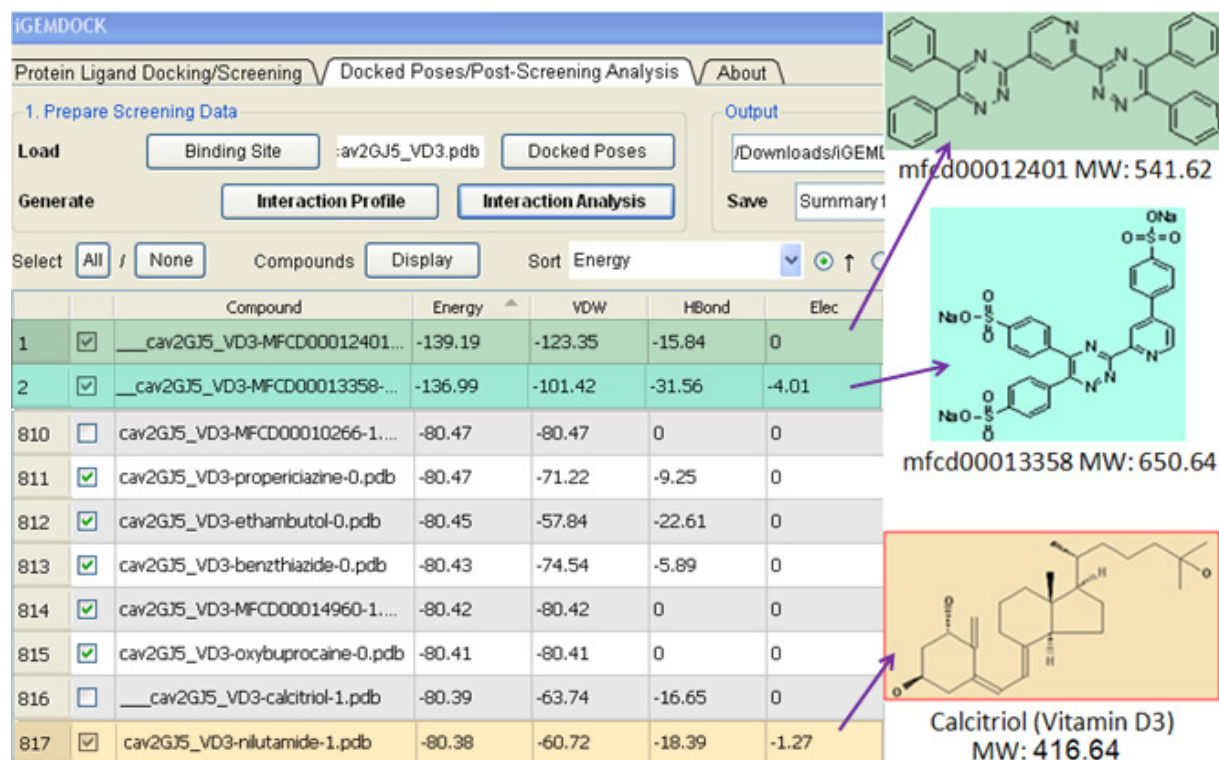 iGEMDOCK
Protein Ligand Docking/Screening Docked Poses/Post-Screening Analysis About
1. Prepare Screening Data Output
Load Binding Site :av2GJ5_VD3.pdb Docked Poses /Downloads/iGEMD
Generate Interaction Profile Interaction Analysis Save Summary f
Select All / None Compounds Display Sort Energy ↑
Compound Energy VDW HBond Elec
1 ___cav2GJ5_VD3-MFCD00012401... -139.19 -123.35 -15.84 0
2 __cav2GJ5_VD3-MFCD00013358-... -136.99 -101.42 -31.56 -4.01
810 cav2GJ5_VD3-MFCD00010266-1.... -80.47 -80.47 0 0
811 cav2GJ5_VD3-propericiazine-0.pdb -80.47 -71.22 -9.25 0
812 cav2GJ5_VD3-ethambutol-0.pdb -80.45 -57.84 -22.61 0
813 cav2GJ5_VD3-benzthiazide-0.pdb -80.43 -74.54 -5.89 0
814 cav2GJ5_VD3-MFCD00014960-1.... -80.42 -80.42 0 0
815 cav2GJ5_VD3-oxybuprocaine-0.pdb -80.41 -80.41 0 0
816 ___cav2GJ5_VD3-calcitriol-1.pdb -80.39 -63.74 -16.65 0
817 cav2GJ5_VD3-nilutamide-1.pdb -80.38 -60.72 -18.39 -1.27
N
N N
N N
N N
mfcd00012401 MW: 541.62
ONa
O=S=O
O
NaO-S
O
N
N
N N
O
NaO-S
O
mfcd00013358 MW: 650.64
H
O
O
H
O
Calcitriol (Vitamin D3)
MW: 416.64